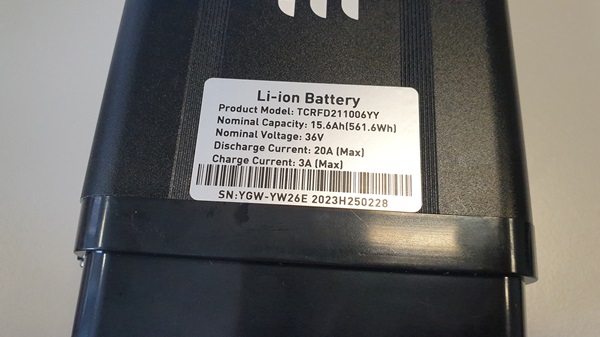 Li-ion Battery
Product Model: TCRFD211006YY
Nominal Capacity: 15.6Ah(561.6Wh)
Nominal Voltage: 36V
Discharge Current: 20A (Max)
Charge Current: 3A (Max)
SN:YGW-YW26E 2023H250228